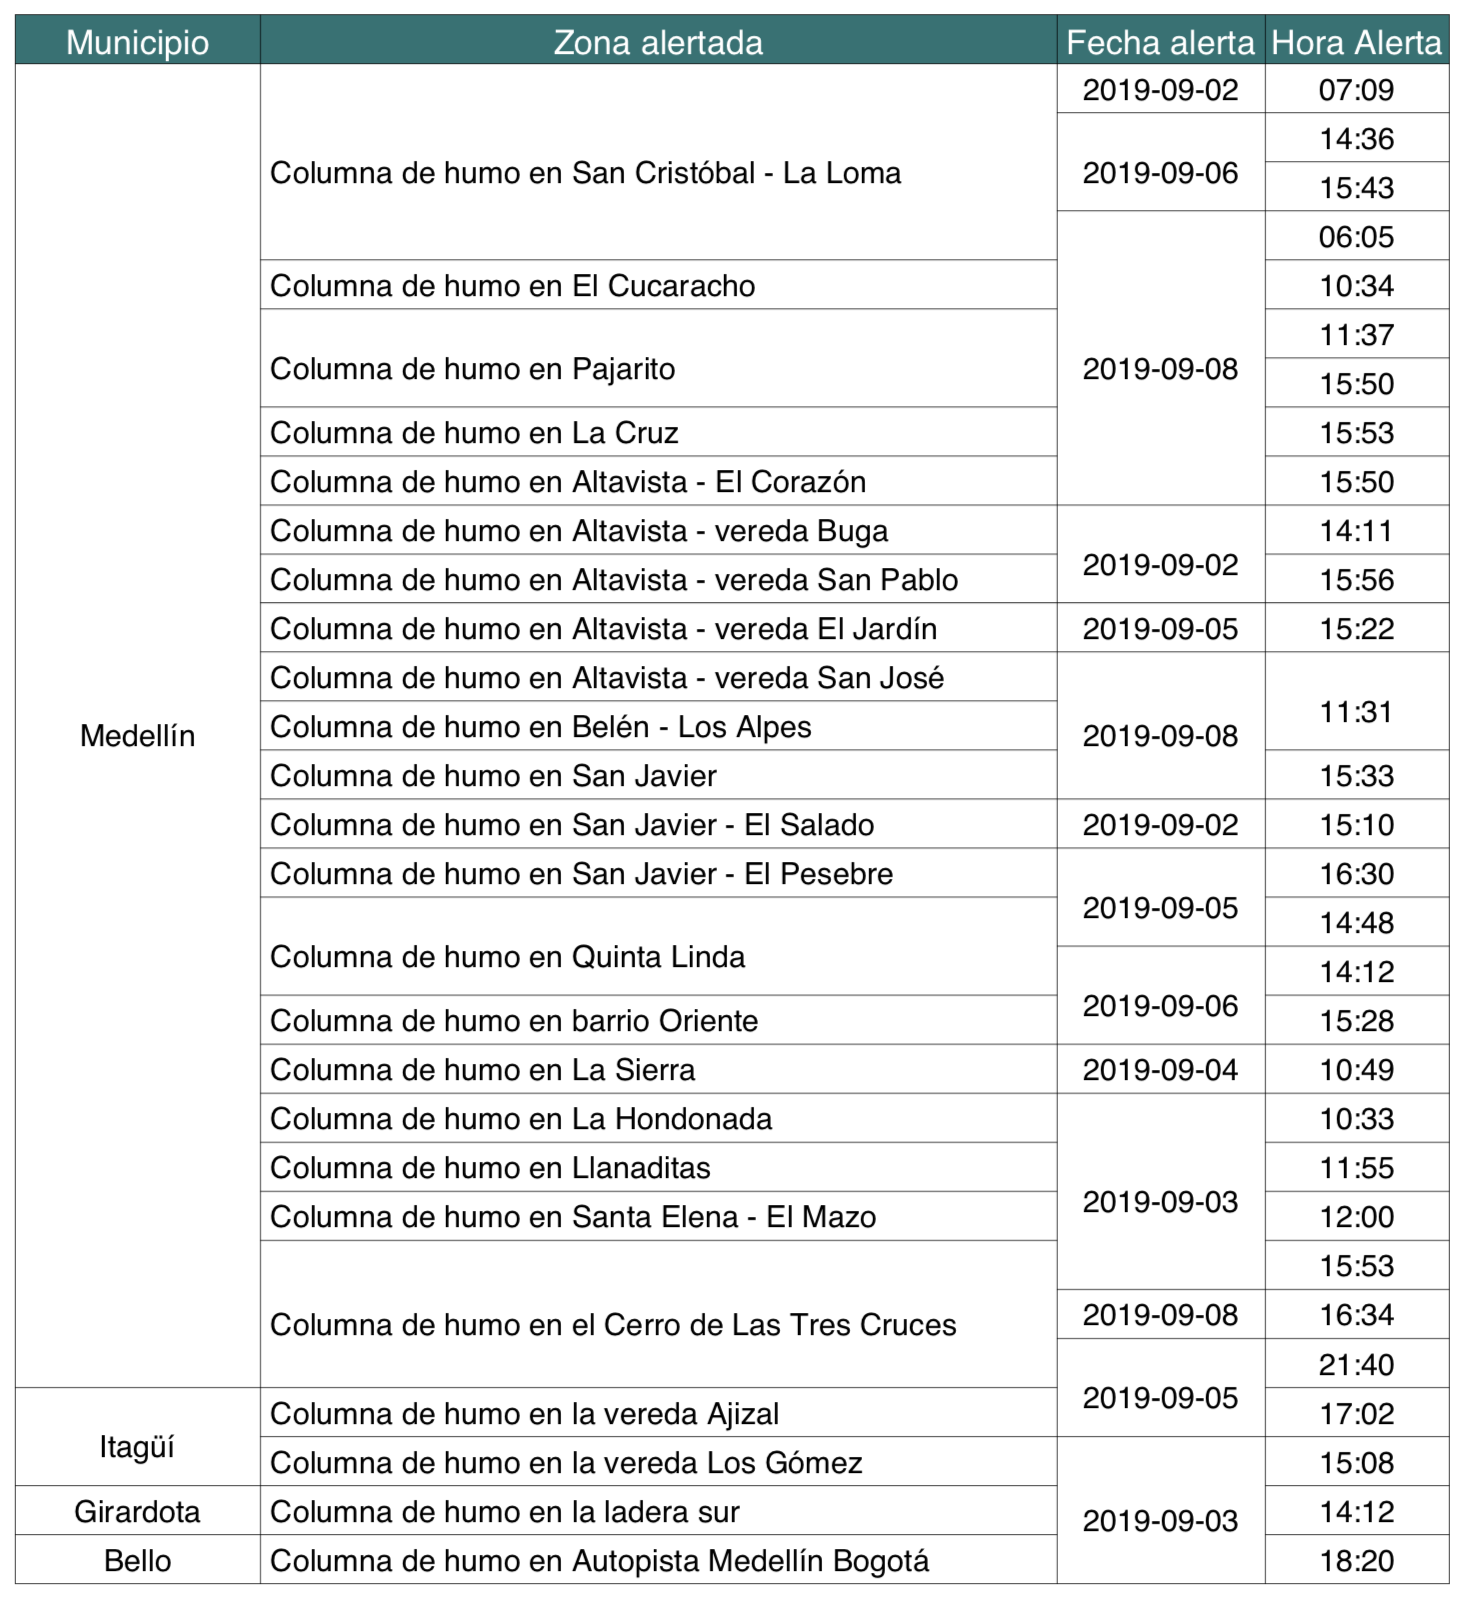 Municipio Zona alertada Fecha alerta Hora Alerta
2019-09-02 07:09
14:36
Columna de humo en San Cristóbal - La Loma 2019-09-06
15:43
06:05
Columna de humo en El Cucaracho 10:34
11:37
Columna de humo en Pajarito 2019-09-08
15:50
Columna de humo en La Cruz 15:53
Columna de humo en Altavista - El Corazón 15:50
Columna de humo en Altavista - vereda Buga 14:11
2019-09-02
Columna de humo en Altavista - vereda San Pablo 15:56
Columna de humo en Altavista - vereda El Jardín 2019-09-05 15:22
Columna de humo en Altavista - vereda San José
11:31
Medellín Columna de humo en Belén - Los Alpes 2019-09-08
Columna de humo en San Javier 15:33
Columna de humo en San Javier - El Salado 2019-09-02 15:10
Columna de humo en San Javier - El Pesebre 16:30
2019-09-05
14:48
Columna de humo en Quinta Linda
14:12
2019-09-06
Columna de humo en barrio Oriente 15:28
Columna de humo en La Sierra 2019-09-04 10:49
Columna de humo en La Hondonada 10:33
Columna de humo en Llanaditas 11:55
2019-09-03
Columna de humo en Santa Elena - El Mazo 12:00
15:53
Columna de humo en el Cerro de Las Tres Cruces 2019-09-08 16:34
21:40
2019-09-05
Columna de humo en la vereda Ajizal 17:02
Itagüí
Columna de humo en la vereda Los Gómez 15:08
Girardota Columna de humo en la ladera sur 14:12
2019-09-03
Bello Columna de humo en Autopista Medellín Bogotá 18:20